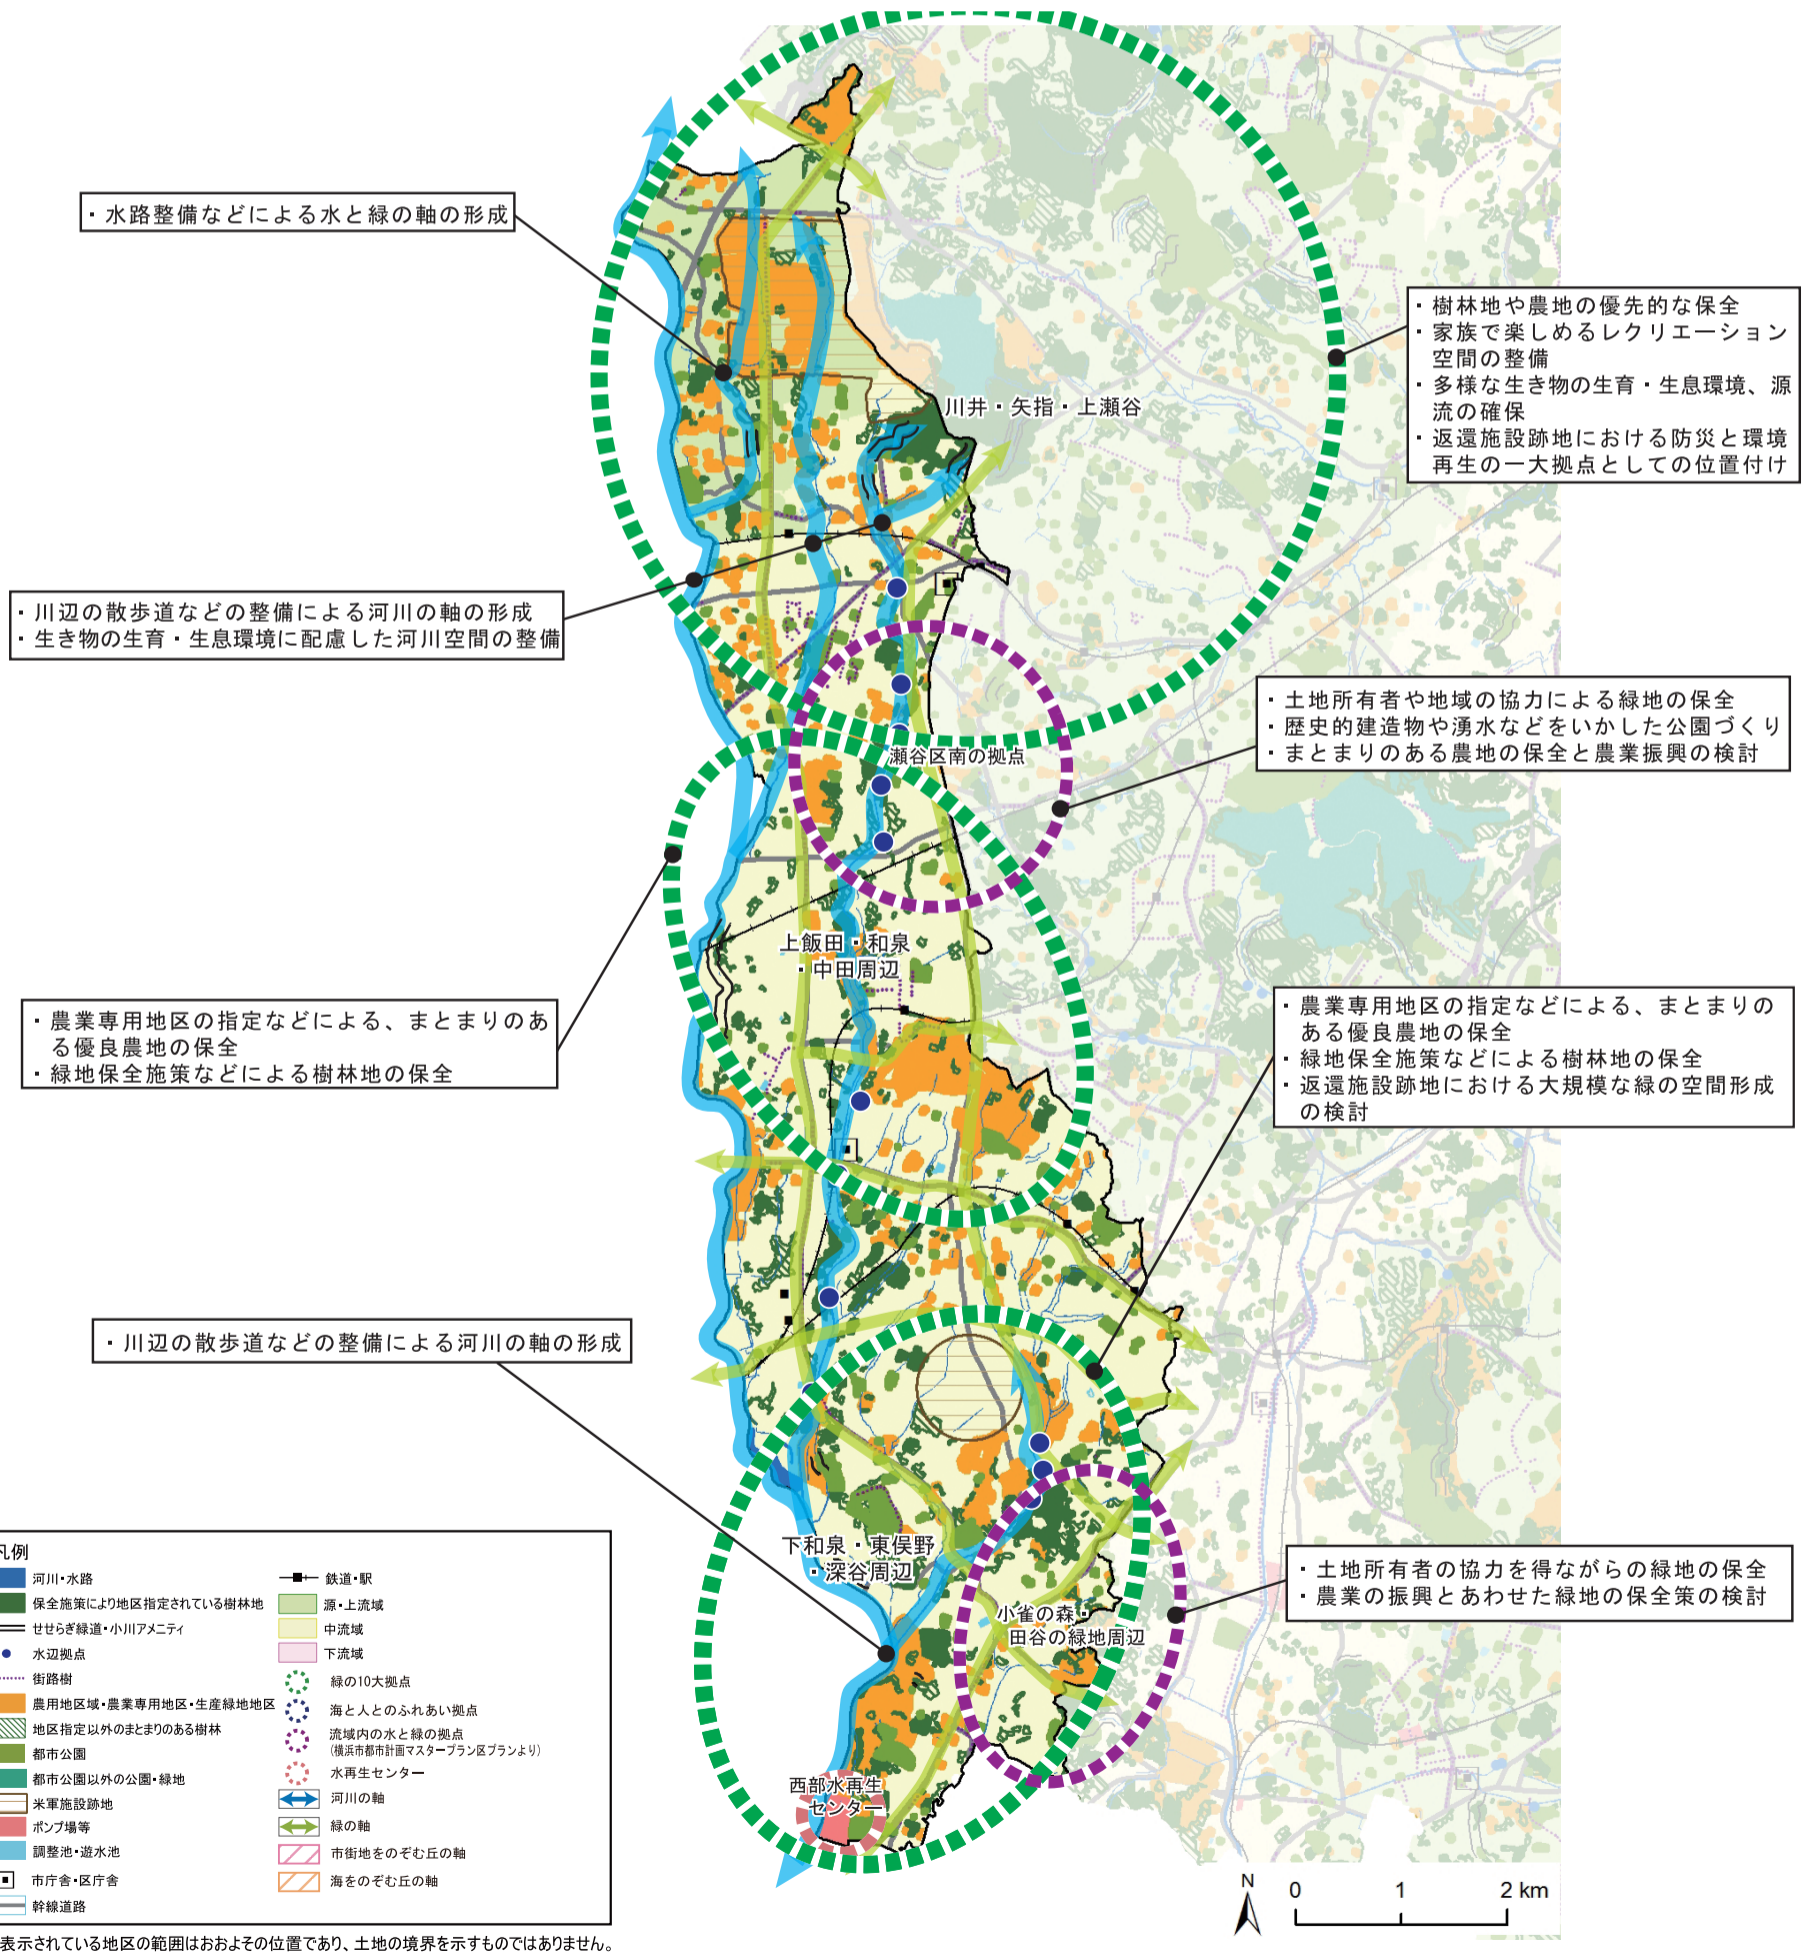 ・水路整備などによる水と緑の軸の形成
・樹林地や農地の優先的な保全
・家族で楽しめるレクリエーション
空間の整備
・多様な生き物の生育・生息環境、源
流の確保
・返還施設跡地における防災と環境
再生の一大拠点としての位置付け
川井・矢指・上瀬谷
・川辺の散歩道などの整備による河川の軸の形成
・生き物の生育・生息環境に配慮した河川空間の整備
・土地所有者や地域の協力による緑地の保全
・歴史的建造物や湧水などをいかした公園づくり
・まとまりのある農地の保全と農業振興の検討
瀬谷区南の拠点
上飯田・和泉
・中田周辺
・農業専用地区の指定などによる、まとまりのあ
る優良農地の保全
・緑地保全施策などによる樹林地の保全
・農業専用地区の指定などによる、まとまりの
ある優良農地の保全
・緑地保全施策などによる樹林地の保全
・返還施設跡地における大規模な緑の空間形成
の検討
・川辺の散歩道などの整備による河川の軸の形成
下和泉・東俣野
・深谷周辺
・土地所有者の協力を得ながらの緑地の保全
・農業の振興とあわせた緑地の保全策の検討
小雀の森・
田谷の緑地周辺
西部水再生
センター
凡例
河川・水路
保全施策により地区指定されている樹林地
せせらぎ緑道・小川アメニティ
水辺拠点
街路樹
農用地区域・農業専用地区・生産緑地地区
地区指定以外のまとまりのある樹林
都市公園
都市公園以外の公園・緑地
米軍施設跡地
ポンプ場等
調整池・遊水池
市庁舎・区庁舎
幹線道路
鉄道・駅
源・上流域
中流域
下流域
緑の10大拠点
海と人とのふれあい拠点
流域内の水と緑の拠点
(横浜市都市計画マスタープラン区プランより)
水再生センター
河川の軸
緑の軸
市街地をのぞむ丘の軸
海をのぞむ丘の軸
表示されている地区の範囲はおおよその位置であり、土地の境界を示すものではありません。
N
0 1 2 km